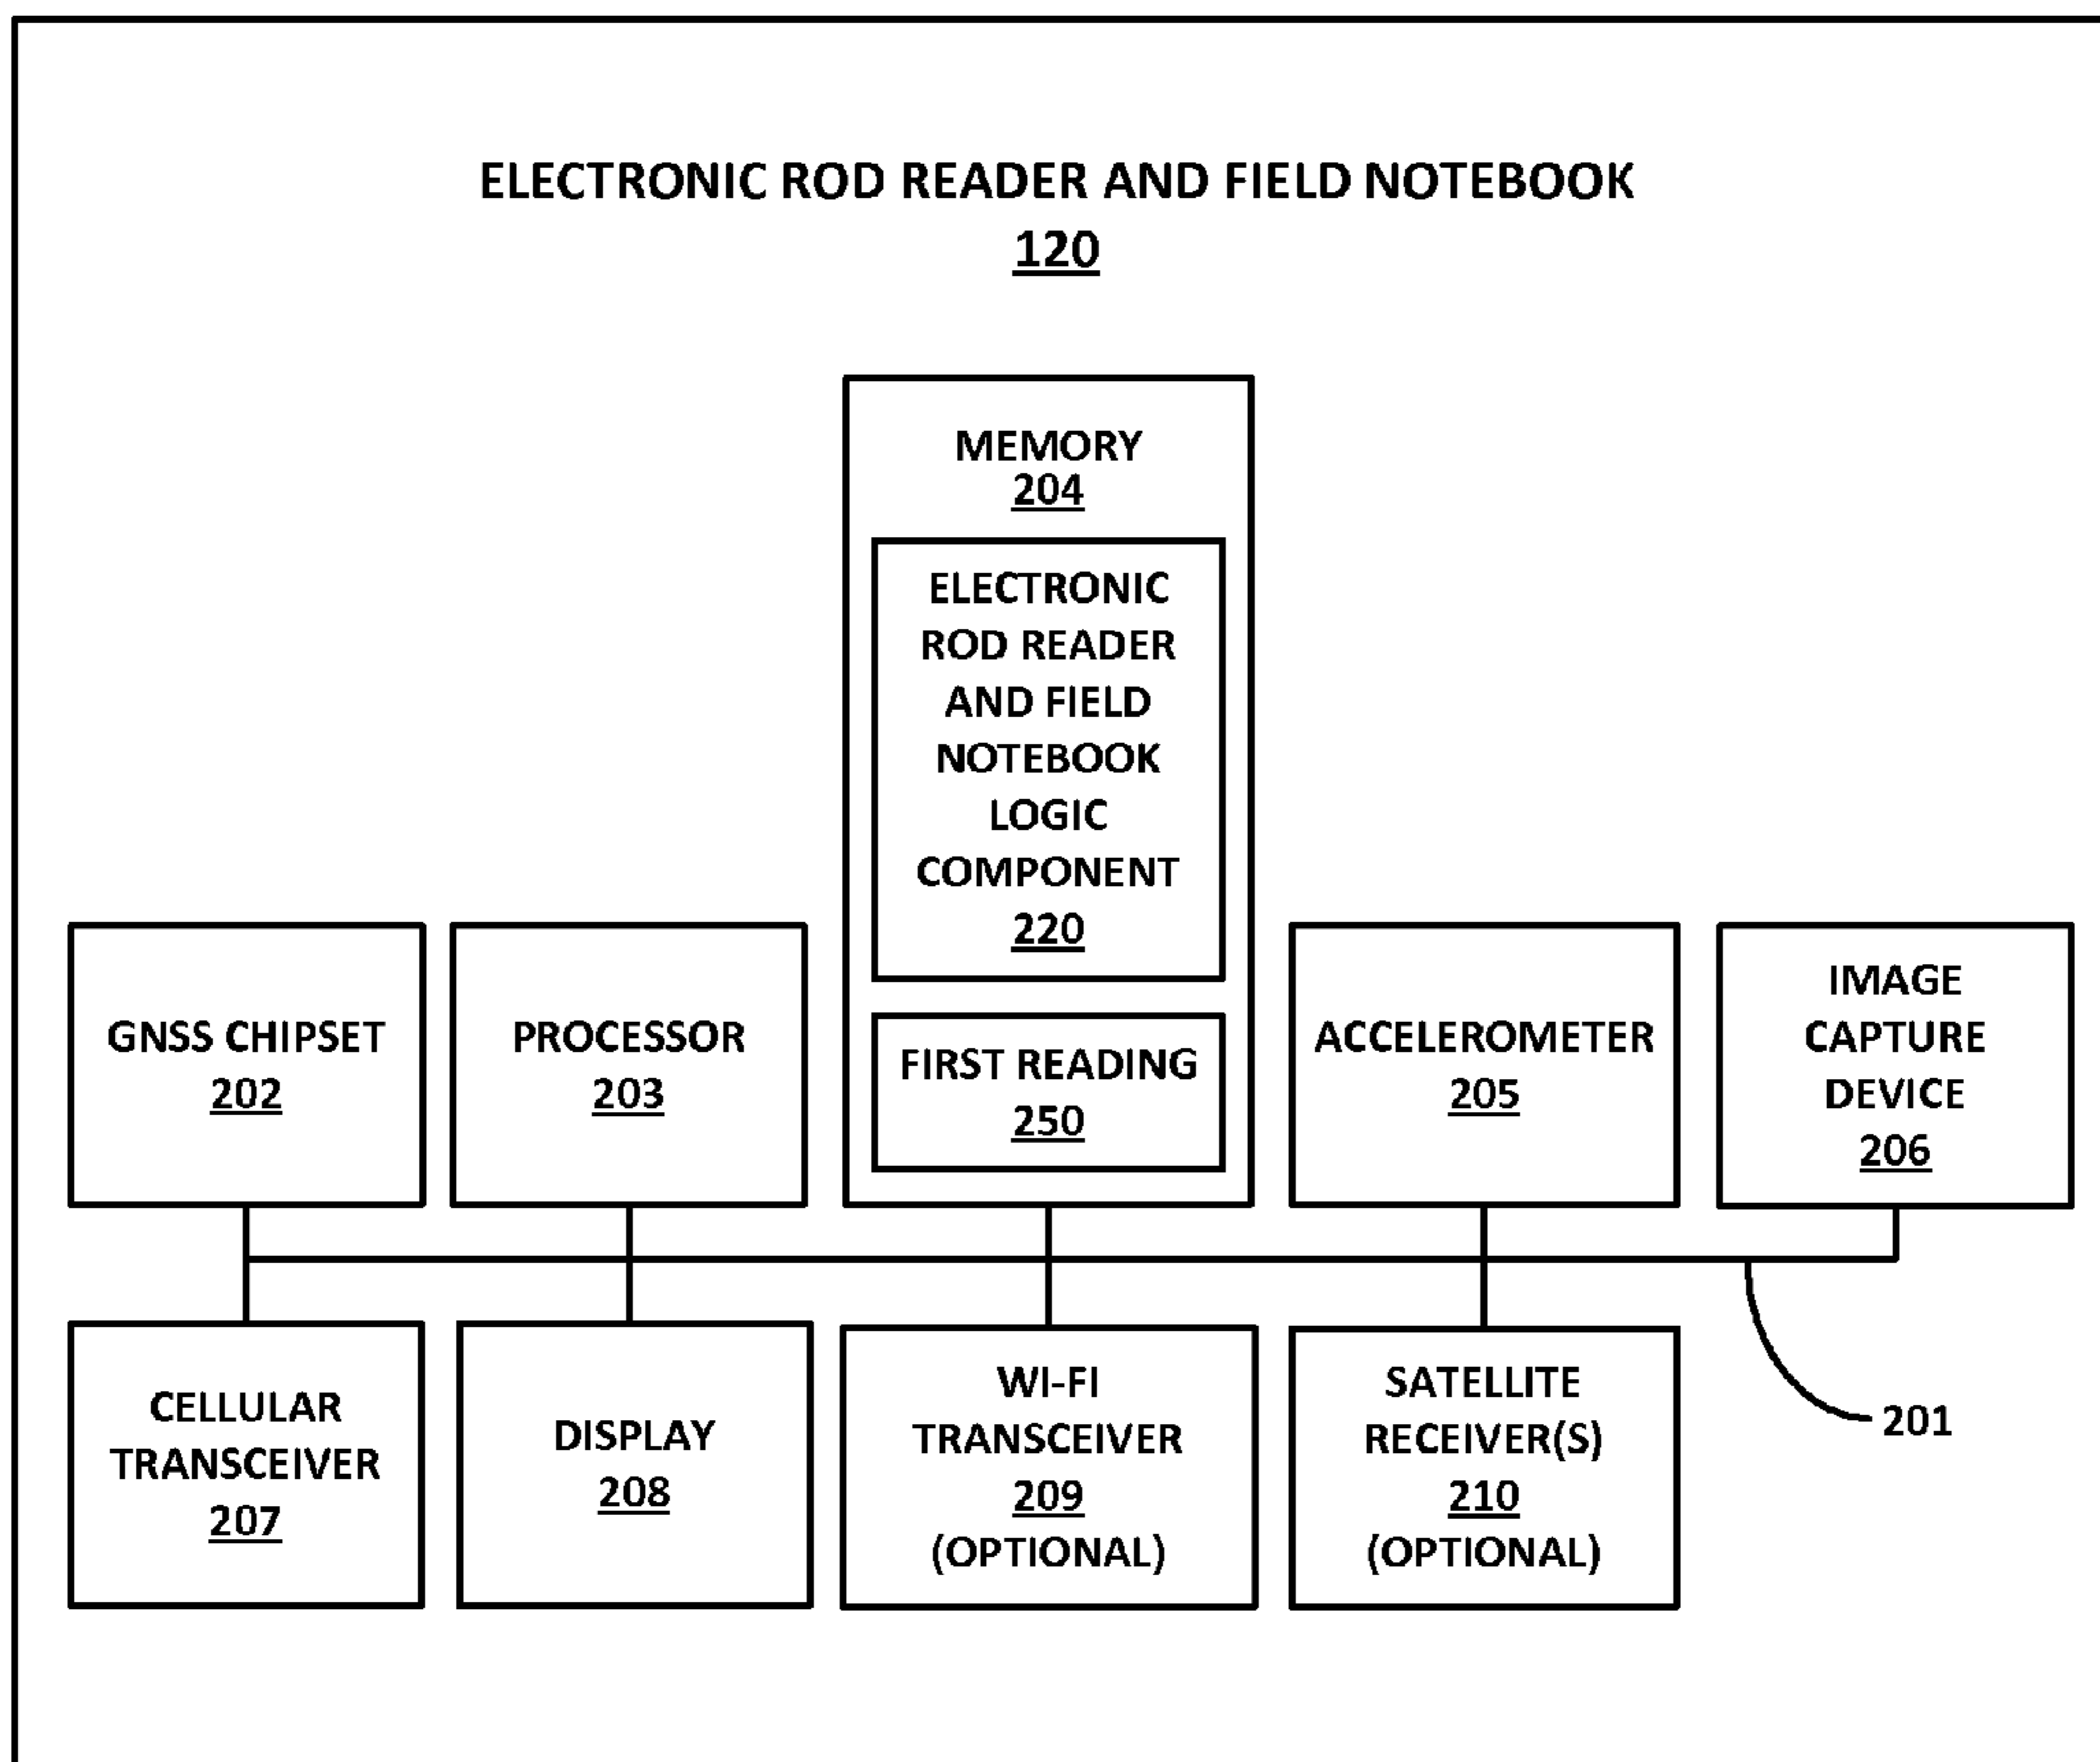 ELECTRONIC ROD READER AND FIELD NOTEBOOK
120
MEMORY
204
ELECTRONIC
ROD READER
AND FIELD
NOTEBOOK
LOGIC
COMPONENT
220
FIRST READING
250
GNSS CHIPSET
202
PROCESSOR
203
ACCELEROMETER
205
IMAGE
CAPTURE
DEVICE
206
CELLULAR
TRANSCEIVER
207
DISPLAY
208
WI-FI
TRANSCEIVER
209
(OPTIONAL)
SATELLITE
RECEIVER(S)
210
(OPTIONAL)
201